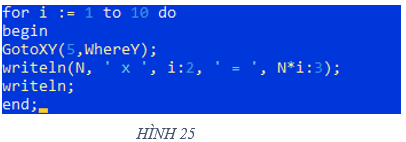 for i := 1 to 10 do
begin
GotoXY(5,WhereY);
writeln(N, ' x ', i:2, ' = ', N*i:3);
writeln;
end;
HÌNH 25